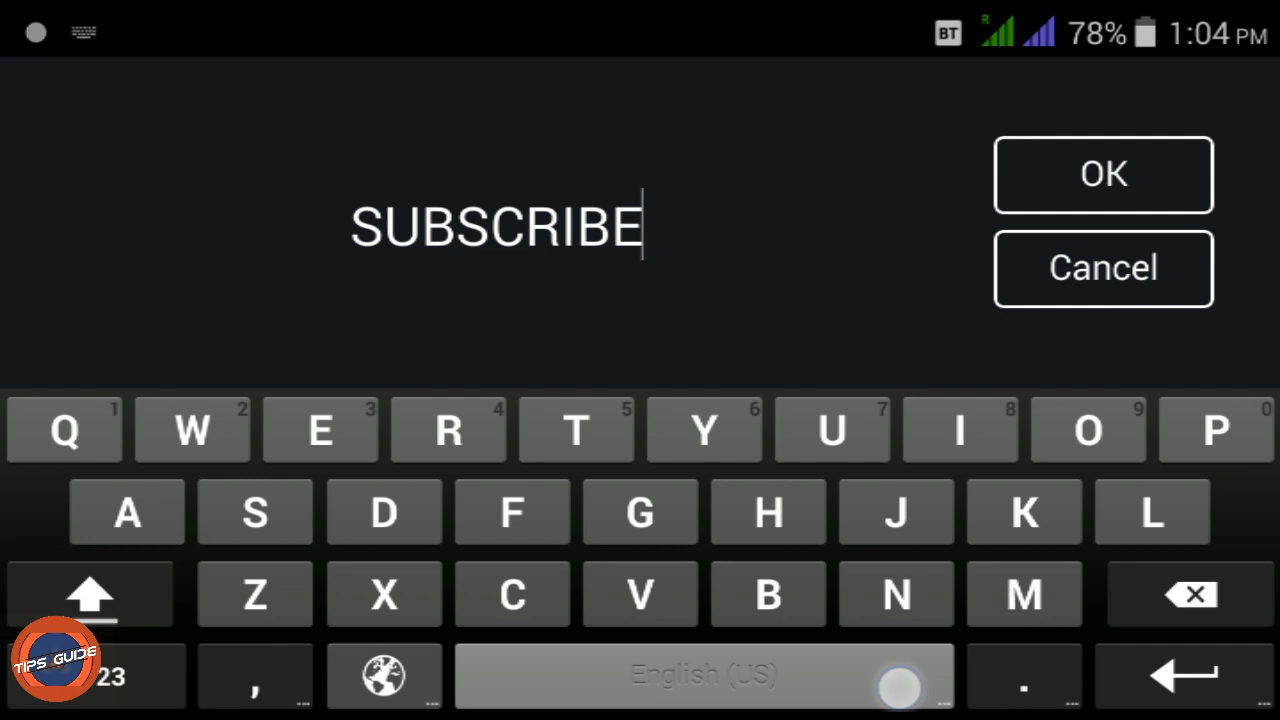 BT R 78% 1:04 PM
SUBSCRIBE
OK
Cancel
Q 1 W 2 E 3 R 4 T 5 Y 6 U 7 I 8 O 9 P 0
A S D F G H J K L
Z X C V B N M
TIPS GUIDE
23 , ... ... English (US) ... . ... ...